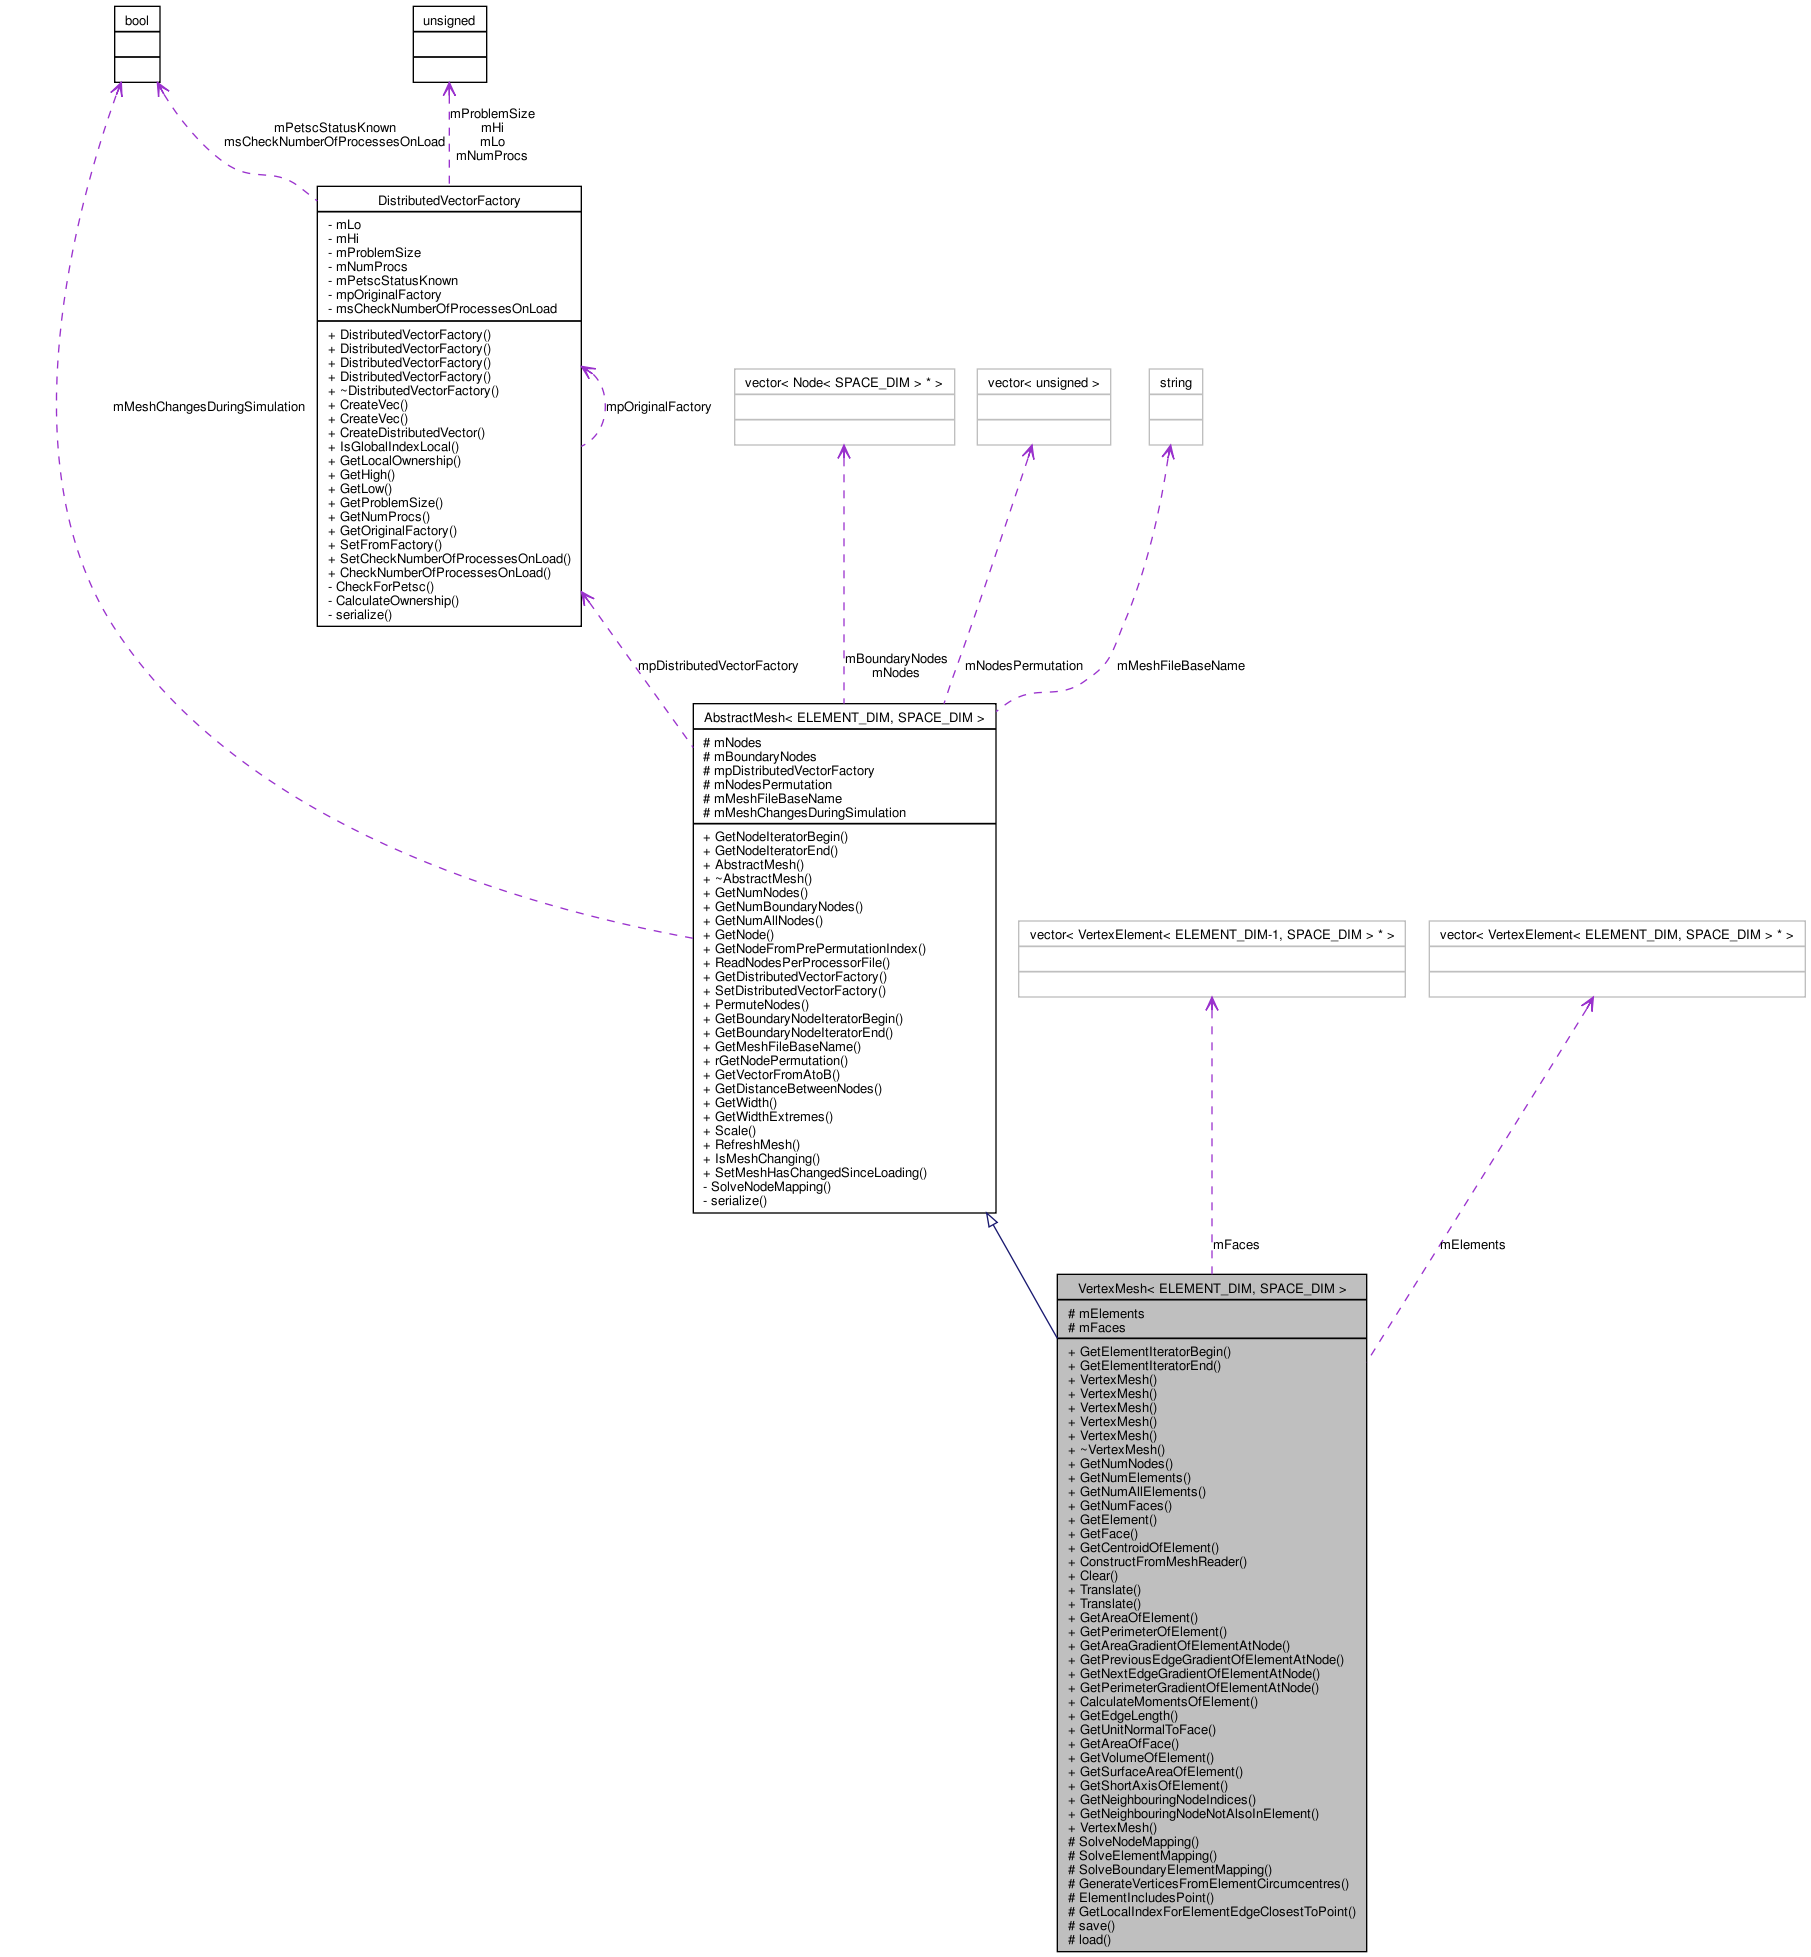 bool
unsigned
mProblemSize
mHi
mLo
mNumProcs
mPetscStatusKnown
msCheckNumberOfProcessesOnLoad
DistributedVectorFactory
- mLo
- mHi
- mProblemSize
- mNumProcs
- mPetscStatusKnown
- mpOriginalFactory
- msCheckNumberOfProcessesOnLoad
+ DistributedVectorFactory()
+ DistributedVectorFactory()
+ DistributedVectorFactory()
+ DistributedVectorFactory()
+ ~DistributedVectorFactory()
+ CreateVec()
+ CreateVec()
+ CreateDistributedVector()
+ IsGlobalIndexLocal()
+ GetLocalOwnership()
+ GetHigh()
+ GetLow()
+ GetProblemSize()
+ GetNumProcs()
+ GetOriginalFactory()
+ SetFromFactory()
+ SetCheckNumberOfProcessesOnLoad()
+ CheckNumberOfProcessesOnLoad()
- CheckForPetsc()
- CalculateOwnership()
- serialize()
mMeshChangesDuringSimulation
mpOriginalFactory
vector< Node< SPACE_DIM > * >
vector< unsigned >
string
mpDistributedVectorFactory
mBoundaryNodes
mNodes
mNodesPermutation
mMeshFileBaseName
AbstractMesh< ELEMENT_DIM, SPACE_DIM >
# mNodes
# mBoundaryNodes
# mpDistributedVectorFactory
# mNodesPermutation
# mMeshFileBaseName
# mMeshChangesDuringSimulation
+ GetNodeIteratorBegin()
+ GetNodeIteratorEnd()
+ AbstractMesh()
+ ~AbstractMesh()
+ GetNumNodes()
+ GetNumBoundaryNodes()
+ GetNumAllNodes()
+ GetNode()
+ GetNodeFromPrePermutationIndex()
+ ReadNodesPerProcessorFile()
+ GetDistributedVectorFactory()
+ SetDistributedVectorFactory()
+ PermuteNodes()
+ GetBoundaryNodeIteratorBegin()
+ GetBoundaryNodeIteratorEnd()
+ GetMeshFileBaseName()
+ rGetNodePermutation()
+ GetVectorFromAtoB()
+ GetDistanceBetweenNodes()
+ GetWidth()
+ GetWidthExtremes()
+ Scale()
+ RefreshMesh()
+ IsMeshChanging()
+ SetMeshHasChangedSinceLoading()
- SolveNodeMapping()
- serialize()
vector< VertexElement< ELEMENT_DIM-1, SPACE_DIM > * >
vector< VertexElement< ELEMENT_DIM, SPACE_DIM > * >
mFaces
mElements
VertexMesh< ELEMENT_DIM, SPACE_DIM >
# mElements
# mFaces
+ GetElementIteratorBegin()
+ GetElementIteratorEnd()
+ VertexMesh()
+ VertexMesh()
+ VertexMesh()
+ VertexMesh()
+ VertexMesh()
+ ~VertexMesh()
+ GetNumNodes()
+ GetNumElements()
+ GetNumAllElements()
+ GetNumFaces()
+ GetElement()
+ GetFace()
+ GetCentroidOfElement()
+ ConstructFromMeshReader()
+ Clear()
+ Translate()
+ Translate()
+ GetAreaOfElement()
+ GetPerimeterOfElement()
+ GetAreaGradientOfElementAtNode()
+ GetPreviousEdgeGradientOfElementAtNode()
+ GetNextEdgeGradientOfElementAtNode()
+ GetPerimeterGradientOfElementAtNode()
+ CalculateMomentsOfElement()
+ GetEdgeLength()
+ GetUnitNormalToFace()
+ GetAreaOfFace()
+ GetVolumeOfElement()
+ GetSurfaceAreaOfElement()
+ GetShortAxisOfElement()
+ GetNeighbouringNodeIndices()
+ GetNeighbouringNodeNotAlsoInElement()
+ VertexMesh()
# SolveNodeMapping()
# SolveElementMapping()
# SolveBoundaryElementMapping()
# GenerateVerticesFromElementCircumcentres()
# ElementIncludesPoint()
# GetLocalIndexForElementEdgeClosestToPoint()
# save()
# load()